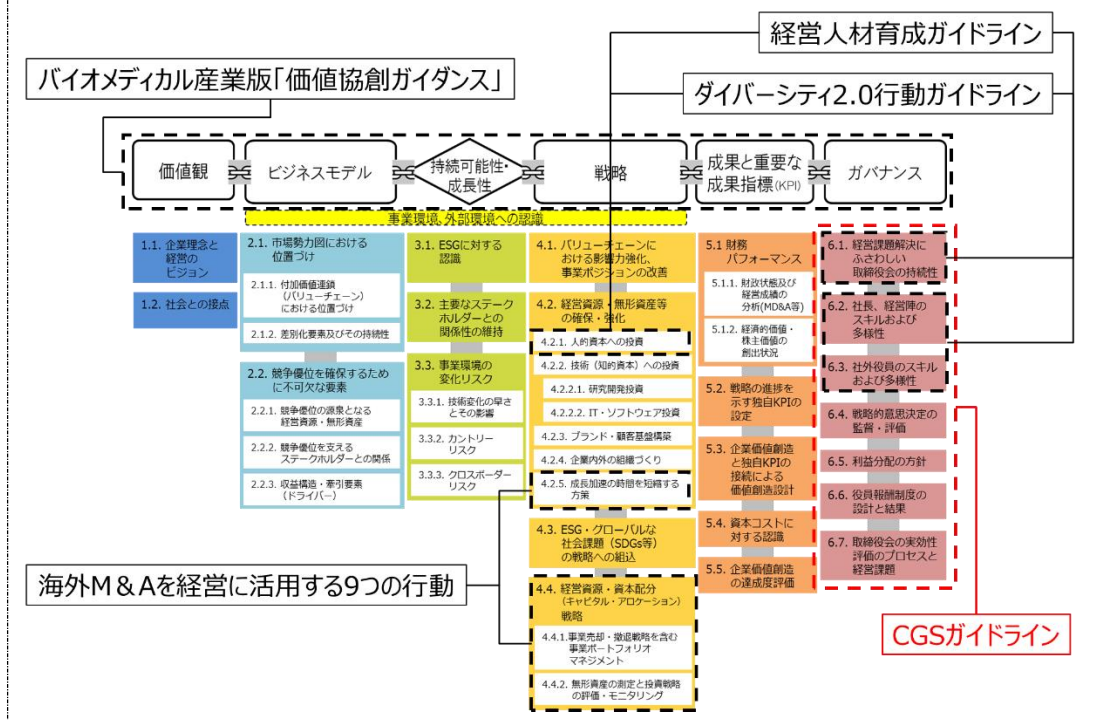 経営人材育成ガイドライン
バイオメディカル産業版「価値協創ガイダンス」
ダイバーシティ2.0行動ガイドライン
価値観
ビジネスモデル
持続可能性・
成長性
戦略
成果と重要な
成果指標(KPI)
ガバナンス
事業環境、外部環境への認識
1.1. 企業理念と
経営の
ビジョン
1.2. 社会との接点
2.1. 市場勢力図における
位置づけ
2.1.1. 付加価値連鎖
（バリューチェーン）
における位置づけ
2.1.2. 差別化要素及びその持続性
2.2. 競争優位を確保するため
に不可欠な要素
2.2.1. 競争優位の源泉となる
経営資源・無形資産
2.2.2. 競争優位を支える
ステークホルダーとの関係
2.2.3. 収益構造・牽引要素
（ドライバー）
3.1. ESGに対する
認識
3.2. 主要なステーク
ホルダーとの
関係性の維持
3.3. 事業環境の
変化リスク
3.3.1. 技術変化の早さ
とその影響
3.3.2. カントリー
リスク
3.3.3. クロスボーダー
リスク
4.1. バリューチェーンに
おける影響力強化、
事業ポジションの改善
4.2. 経営資源・無形資産等
の確保・強化
4.2.1. 人的資本への投資
4.2.2. 技術（知的資本）への投資
4.2.2.1. 研究開発投資
4.2.2.2. IT・ソフトウェア投資
4.2.3. ブランド・顧客基盤構築
4.2.4. 企業内外の組織づくり
4.2.5. 成長加速の時間を短縮する
方策
4.3. ESG・グローバルな
社会課題（SDGs等）
の戦略への組込
4.4. 経営資源・資本配分
（キャピタル・アロケーション）
戦略
4.4.1.事業売却・撤退戦略を含む
事業ポートフォリオ
マネジメント
4.4.2. 無形資産の測定と投資戦略
の評価・モニタリング
5.1 財務
パフォーマンス
5.1.1. 財政状態及び
経営成績の
分析(MD&A等)
5.1.2. 経済的価値・
株主価値の
創出状況
5.2. 戦略の進捗を
示す独自KPIの
設定
5.3. 企業価値創造
と独自KPIの
接続による
価値創造設計
5.4. 資本コストに
対する認識
5.5. 企業価値創造
の達成度評価
6.1. 経営課題解決に
ふさわしい
取締役会の持続性
6.2. 社長、経営陣の
スキルおよび
多様性
6.3. 社外役員のスキル
および多様性
6.4. 戦略的意思決定の
監督・評価
6.5. 利益分配の方針
6.6. 役員報酬制度の
設計と結果
6.7. 取締役会の実効性
評価のプロセスと
経営課題
海外M＆Aを経営に活用する9つの行動
CGSガイドライン